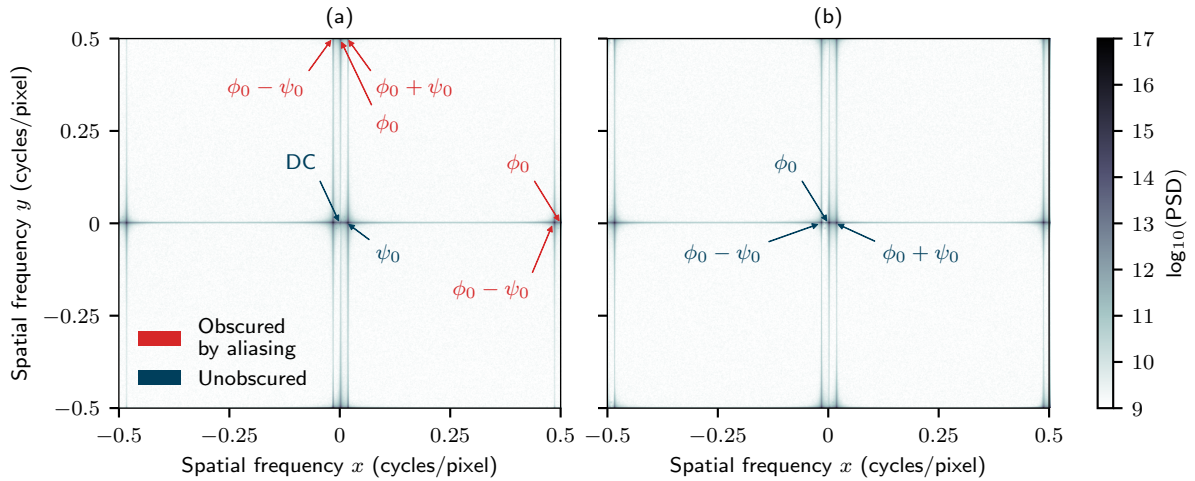 (a)
(b)
Spatial frequency y (cycles/pixel)
0.5
0.25
0
−0.25
−0.5
ϕ₀ − ψ₀
ϕ₀ + ψ₀
ϕ₀
DC
ψ₀
ϕ₀
ϕ₀ − ψ₀
Obscured
by aliasing
Unobscured
−0.5
−0.25
0
0.25
0.5
Spatial frequency x (cycles/pixel)
ϕ₀
ϕ₀ − ψ₀
ϕ₀ + ψ₀
−0.5
−0.25
0
0.25
0.5
Spatial frequency x (cycles/pixel)
17
16
15
14
13
12
11
10
9
log₁₀(PSD)